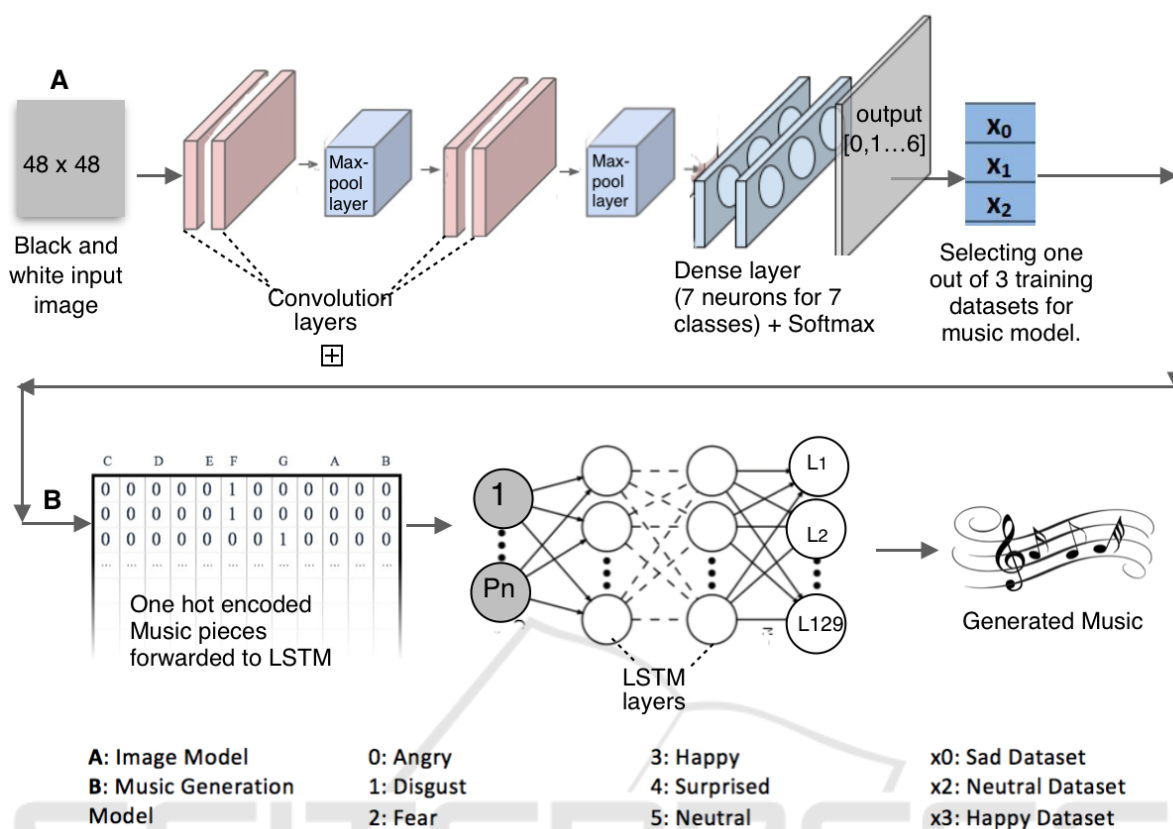 A
48 x 48
Black and
white input
image
Max-
pool
layer
Convolution
layers
+
Max-
pool
layer
Dense layer
(7 neurons for 7
classes) + Softmax
output
[0,1...6]
x0
x1
x2
Selecting one
out of 3 training
datasets for
music model.
B
C D E F G A B
0 0 0 0 0 1 0 0 0 0 0 0
0 0 0 0 0 1 0 0 0 0 0 0
0 0 0 0 0 0 0 1 0 0 0 0
... ... ... ... ... ... ... ... ... ... ... ...
One hot encoded
Music pieces
forwarded to LSTM
1
Pn
LSTM
layers
L1
L2
L129
Generated Music
A: Image Model
B: Music Generation
Model
0: Angry
1: Disgust
2: Fear
3: Happy
4: Surprised
5: Neutral
x0: Sad Dataset
x2: Neutral Dataset
x3: Happy Dataset